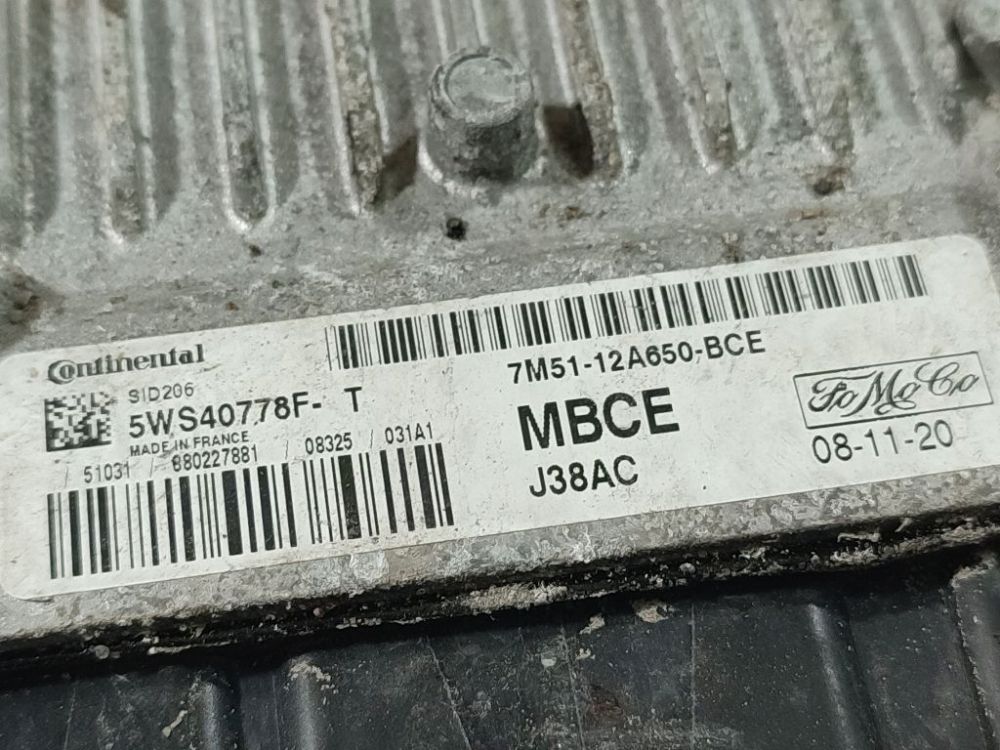 Continental
SID206
5WS40778F- T
MADE IN FRANCE
/ 51031 / 880227881 / 08325 / 031A1
7M51-12A650-BCE
MBCE
J38AC
FoMoCo
08-11-20